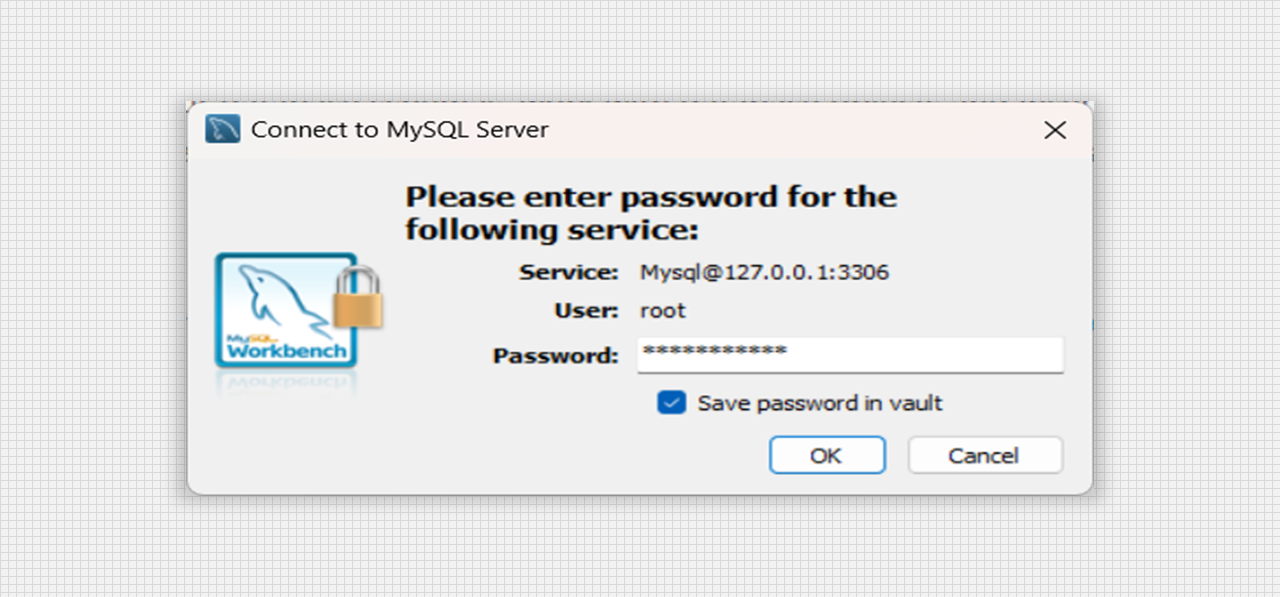 Connect to MySQL Server
Please enter password for the
following service:
Service: Mysql@127.0.0.1:3306
User: root
MySQL
Workbench
Password: ***********
Save password in vault
OK Cancel